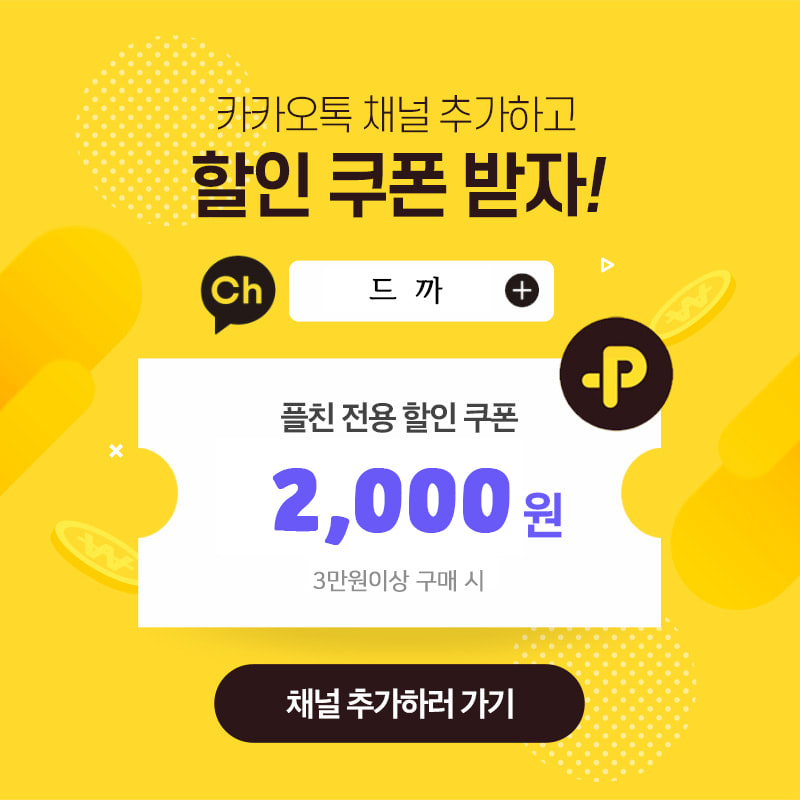 카카오톡 채널 추가하고
할인 쿠폰 받자!
Ch
드 까
P
플친 전용 할인 쿠폰
2,000 원
3만원이상 구매 시
채널 추가하러 가기